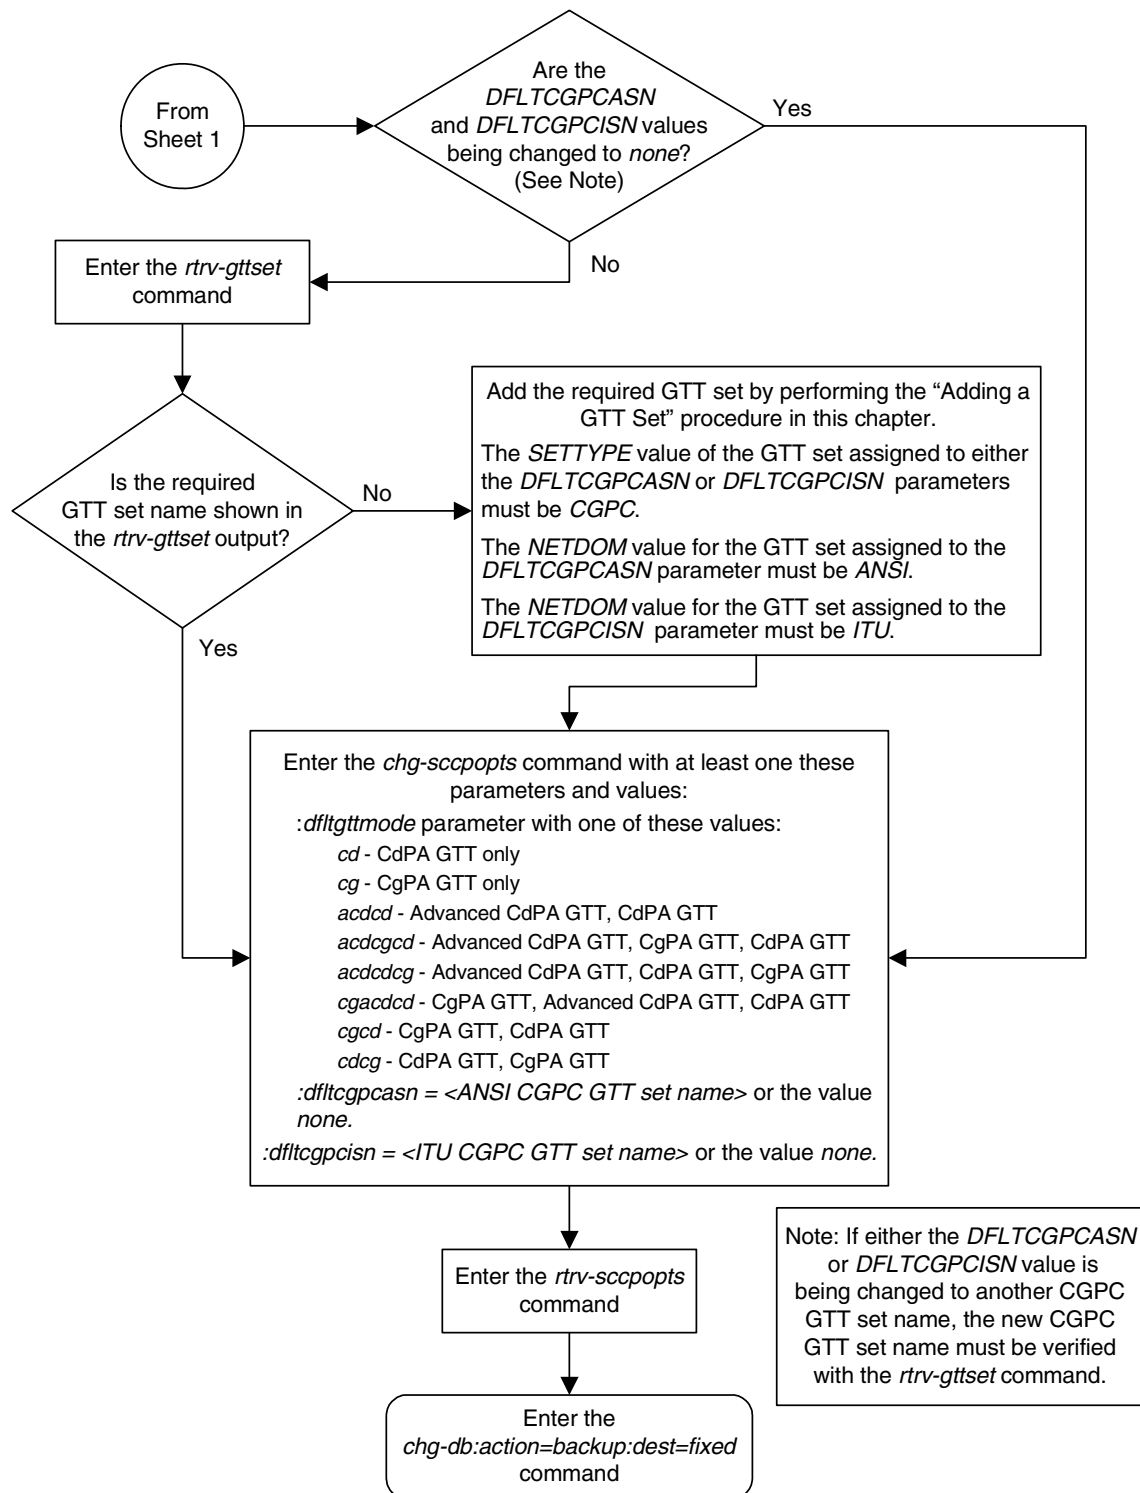 From
Sheet 1
Are the
DFLTCGPCASN
and DFLTCGPCISN values
being changed to none?
(See Note)
Yes
No
Enter the rtrv-gttset
command
Is the required
GTT set name shown in
the rtrv-gttset output?
No
Yes
Add the required GTT set by performing the “Adding a
GTT Set” procedure in this chapter.
The SETTYPE value of the GTT set assigned to either
the DFLTCGPCASN or DFLTCGPCISN parameters
must be CGPC.
The NETDOM value for the GTT set assigned to the
DFLTCGPCASN parameter must be ANSI.
The NETDOM value for the GTT set assigned to the
DFLTCGPCISN parameter must be ITU.
Enter the chg-sccpopts command with at least one these
parameters and values:
:dfltgttmode parameter with one of these values:
cd - CdPA GTT only
cg - CgPA GTT only
acdcd - Advanced CdPA GTT, CdPA GTT
acdcgcd - Advanced CdPA GTT, CgPA GTT, CdPA GTT
acdcdcg - Advanced CdPA GTT, CdPA GTT, CgPA GTT
cgacdcd - CgPA GTT, Advanced CdPA GTT, CdPA GTT
cgcd - CgPA GTT, CdPA GTT
cdcg - CdPA GTT, CgPA GTT
:dfltcgpcasn = <ANSI CGPC GTT set name> or the value
none.
:dfltcgpcisn = <ITU CGPC GTT set name> or the value none.
Enter the rtrv-sccpopts
command
Enter the
chg-db:action=backup:dest=fixed
command
Note: If either the DFLTCGPCASN
or DFLTCGPCISN value is
being changed to another CGPC
GTT set name, the new CGPC
GTT set name must be verified
with the rtrv-gttset command.